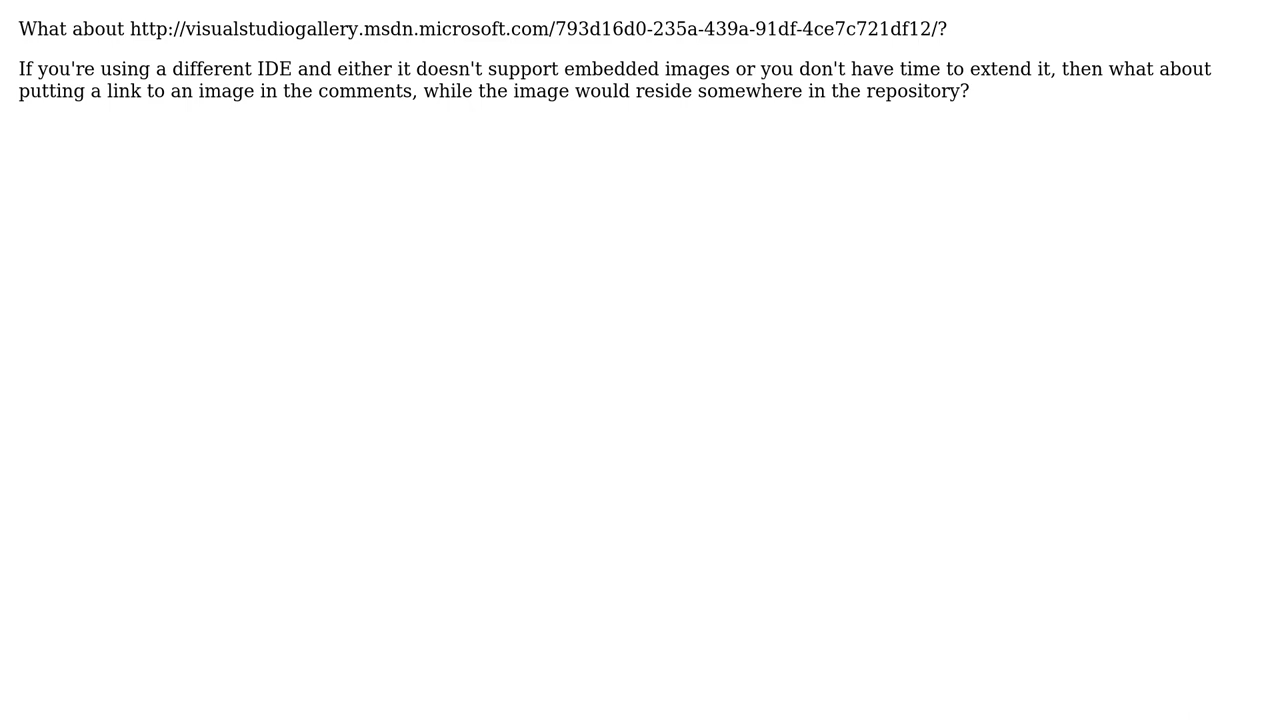 What about http://visualstudiogallery.msdn.microsoft.com/793d16d0-235a-439a-91df-4ce7c721df12/?
If you're using a different IDE and either it doesn't support embedded images or you don't have time to extend it, then what about
putting a link to an image in the comments, while the image would reside somewhere in the repository?